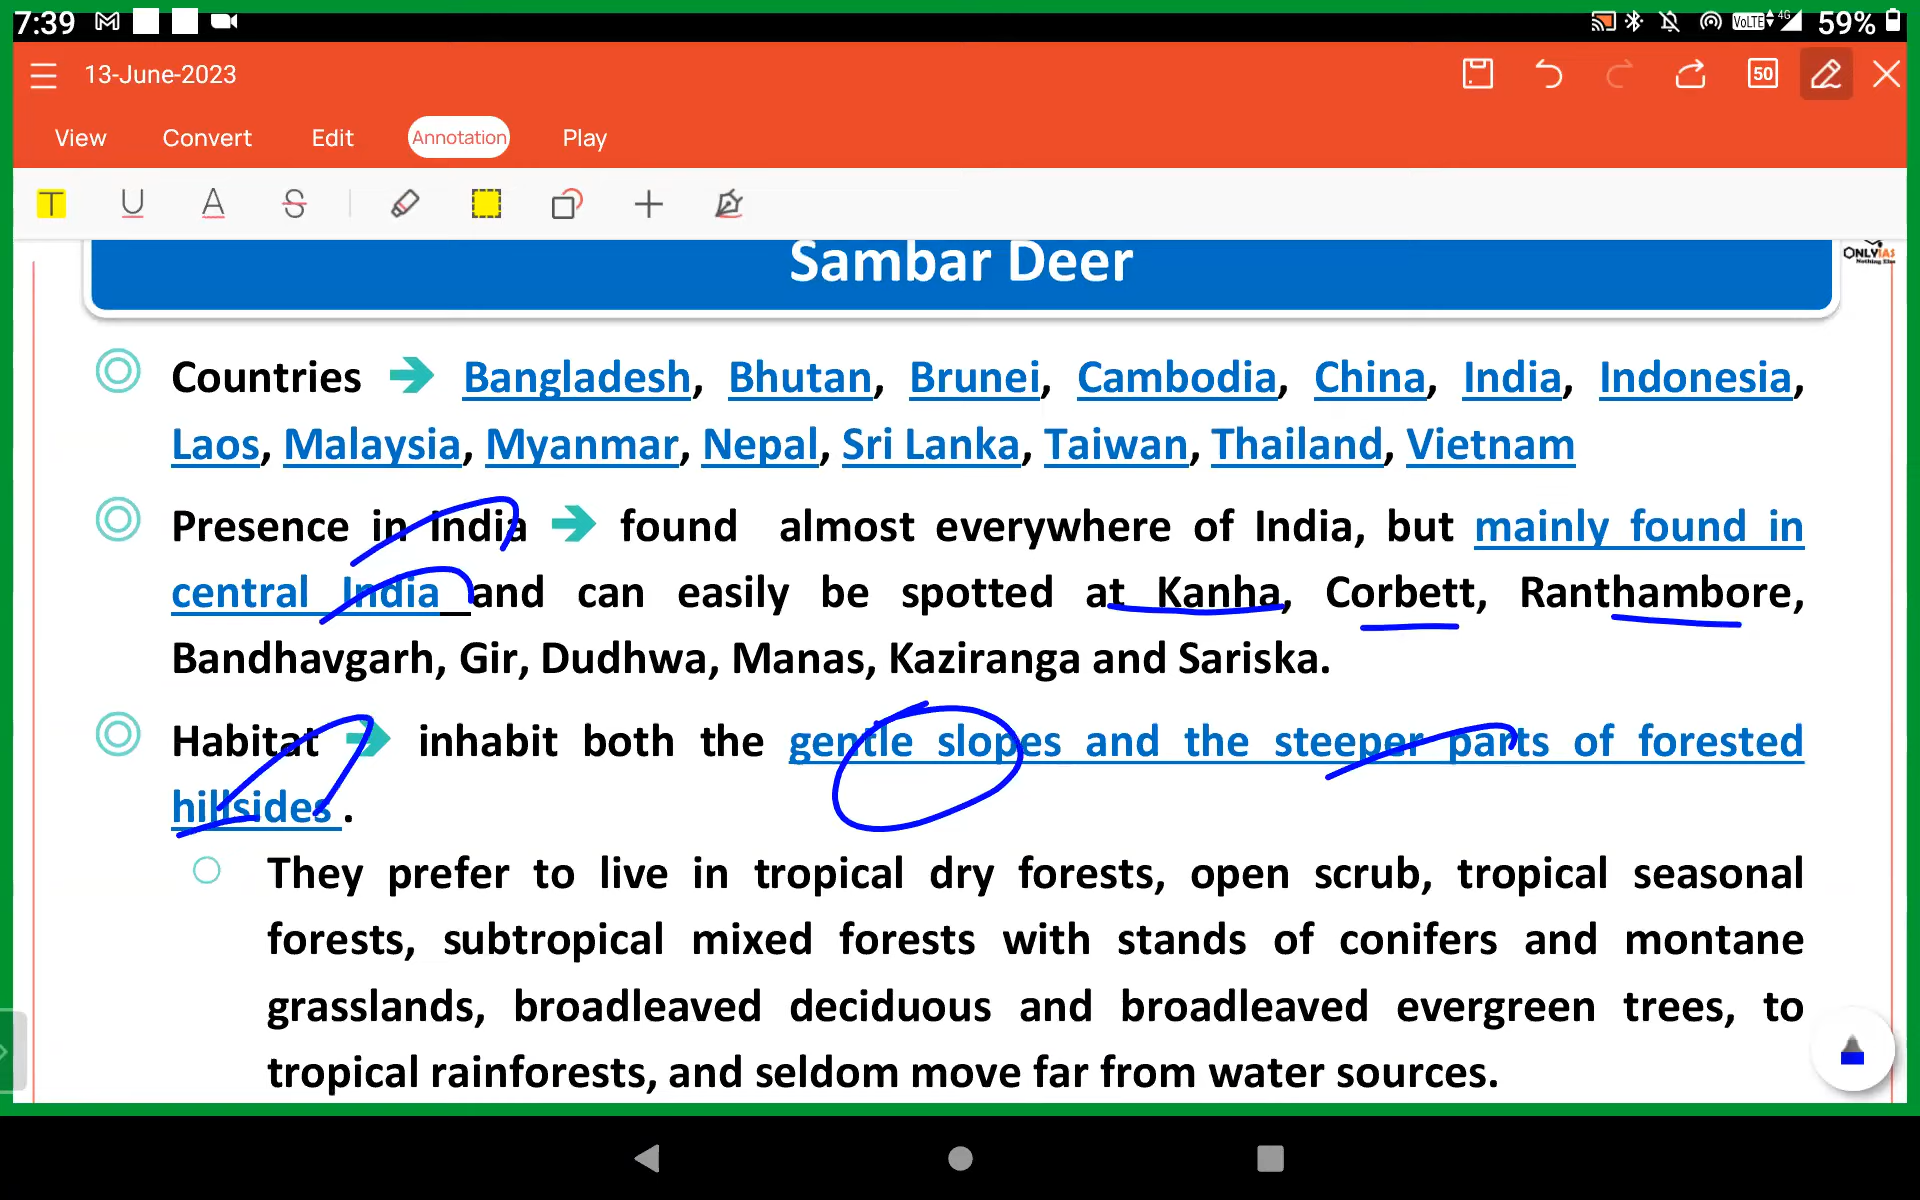 7:39 VoLTE 4G 59%
13-June-2023 50
View Convert Edit Annotation Play
T U A S
Sambar Deer
ONLYIAS
Nothing Else
Countries ➔ Bangladesh, Bhutan, Brunei, Cambodia, China, India, Indonesia,
Laos, Malaysia, Myanmar, Nepal, Sri Lanka, Taiwan, Thailand, Vietnam
Presence in India ➔ found almost everywhere of India, but mainly found in
central India and can easily be spotted at Kanha, Corbett, Ranthambore,
Bandhavgarh, Gir, Dudhwa, Manas, Kaziranga and Sariska.
Habitat ➔ inhabit both the gentle slopes and the steeper parts of forested
hillsides .
They prefer to live in tropical dry forests, open scrub, tropical seasonal
forests, subtropical mixed forests with stands of conifers and montane
grasslands, broadleaved deciduous and broadleaved evergreen trees, to
tropical rainforests, and seldom move far from water sources.